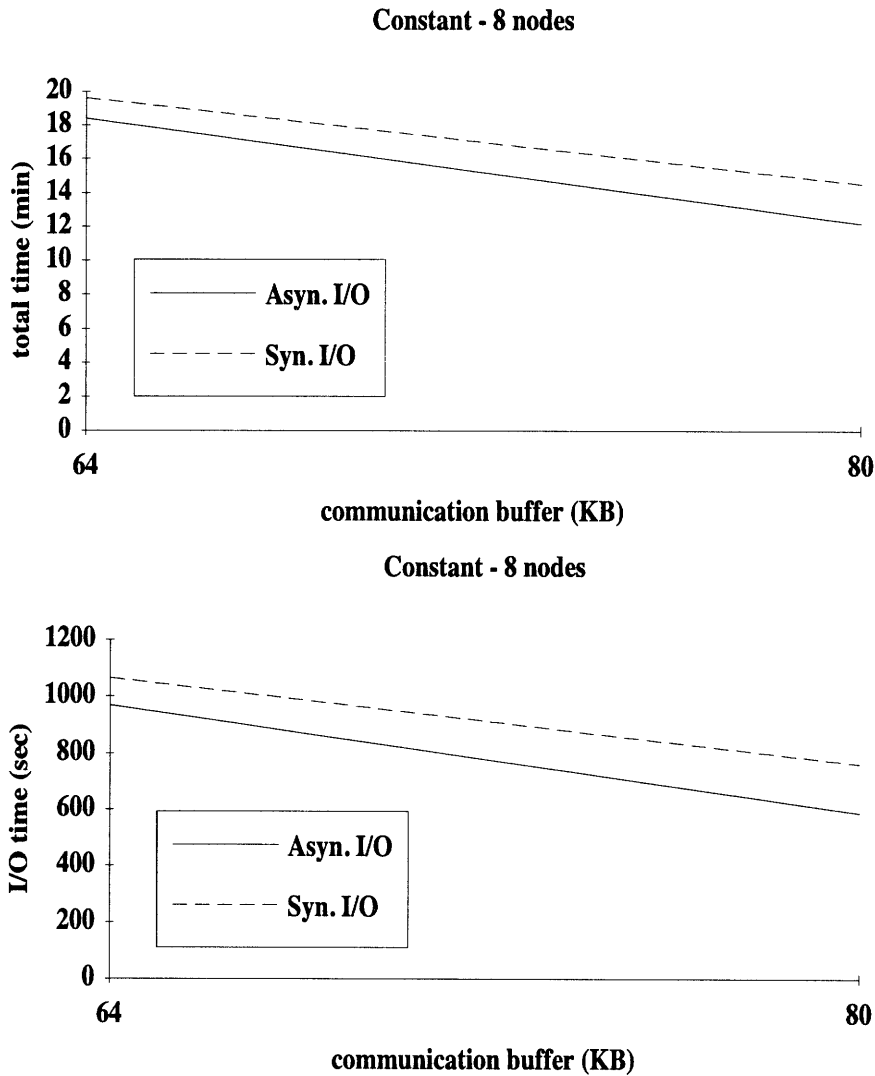 Constant - 8 nodes
total time (min)
20
18
16
14
12
10
8
6
4
2
0
Asyn. I/O
Syn. I/O
64
80
communication buffer (KB)
Constant - 8 nodes
I/O time (sec)
1200
1000
800
600
400
200
0
Asyn. I/O
Syn. I/O
64
80
communication buffer (KB)